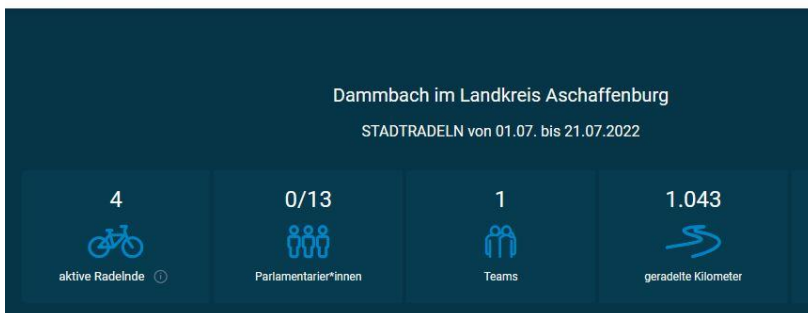 Dammbach im Landkreis Aschaffenburg
STADTRADELN von 01.07. bis 21.07.2022
4
0/13
1
1.043
aktive Radelnde
Parlamentarier*innen
Teams
geradelte Kilometer